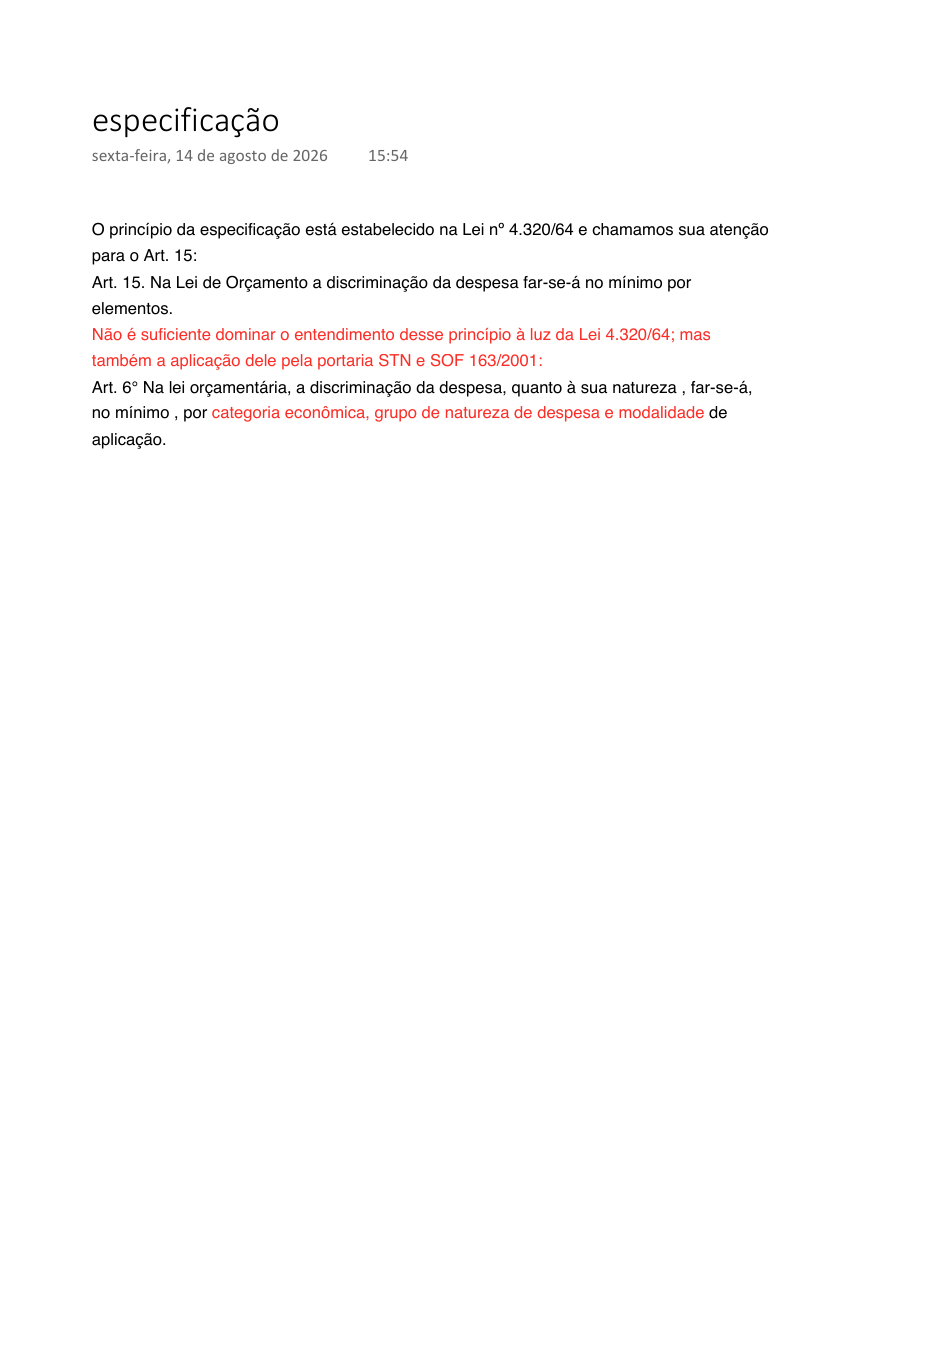 especificação
sexta-feira, 14 de agosto de 2026 15:54
O princípio da especificação está estabelecido na Lei nº 4.320/64 e chamamos sua atenção
para o Art. 15:
Art. 15. Na Lei de Orçamento a discriminação da despesa far-se-á no mínimo por
elementos.
Não é suficiente dominar o entendimento desse princípio à luz da Lei 4.320/64; mas
também a aplicação dele pela portaria STN e SOF 163/2001:
Art. 6° Na lei orçamentária, a discriminação da despesa, quanto à sua natureza , far-se-á,
no mínimo , por categoria econômica, grupo de natureza de despesa e modalidade de
aplicação.